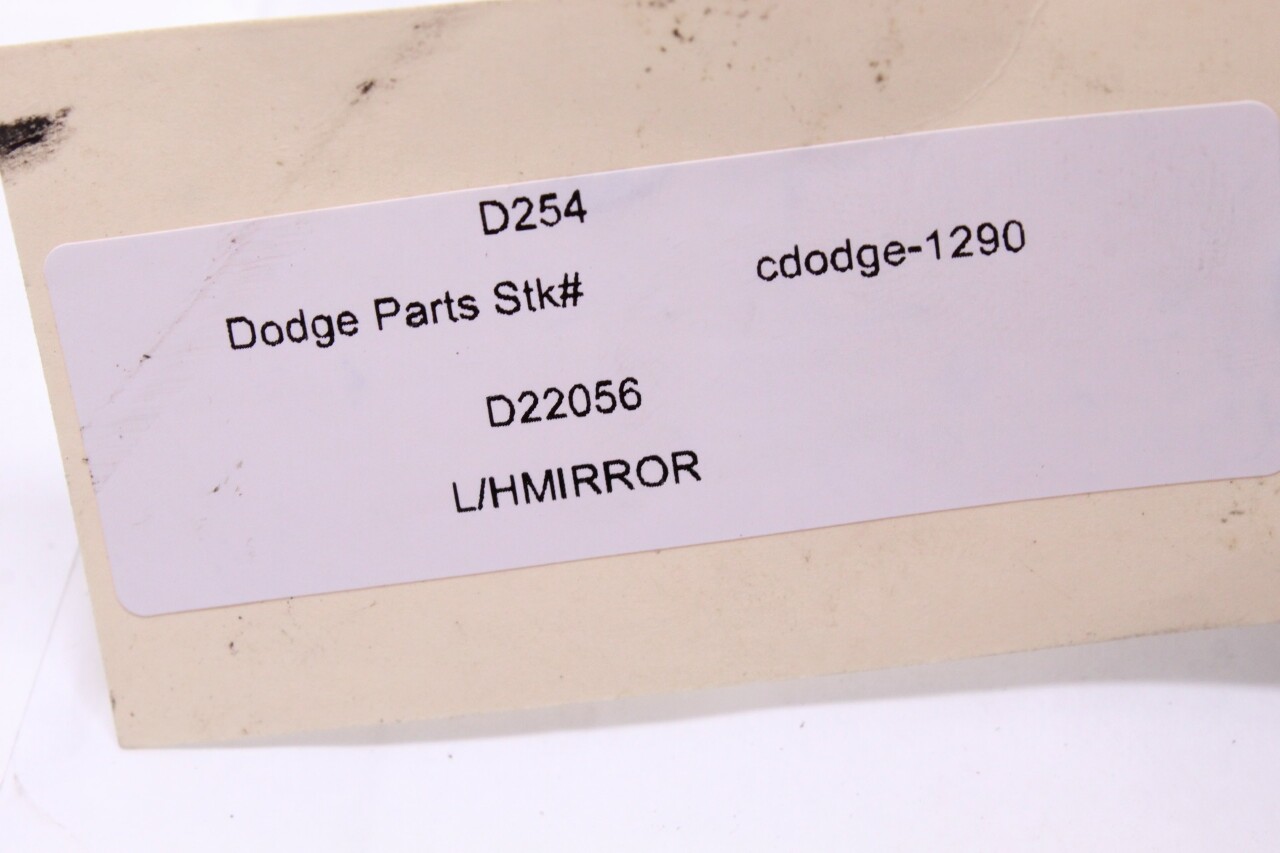 D254
Dodge Parts Stk# cdodge-1290
D22056
L/HMIRROR